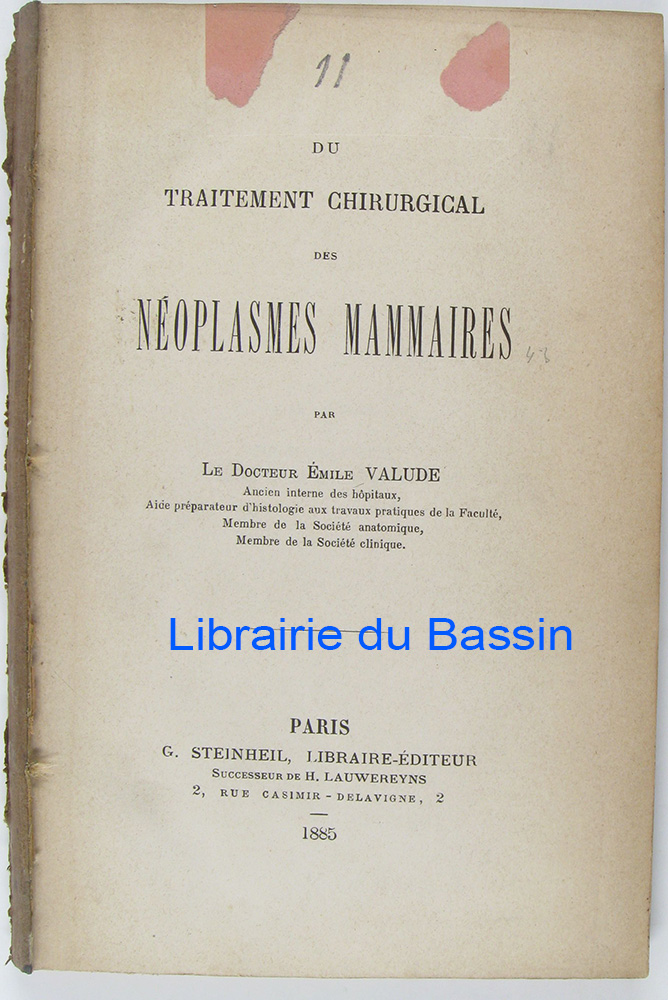 11
DU
TRAITEMENT CHIRURGICAL
DES
NÉOPLASMES MAMMAIRES
PAR
LE DOCTEUR ÉMILE VALUDE
Ancien interne des hôpitaux,
Aide préparateur d'histologie aux travaux pratiques de la Faculté,
Membre de la Société anatomique,
Membre de la Société clinique.
Librairie du Bassin
PARIS
G. STEINHEIL, LIBRAIRE-ÉDITEUR
SUCCESSEUR DE H. LAUWEREYNS
2, RUE CASIMIR-DELAVIGNE, 2
1885